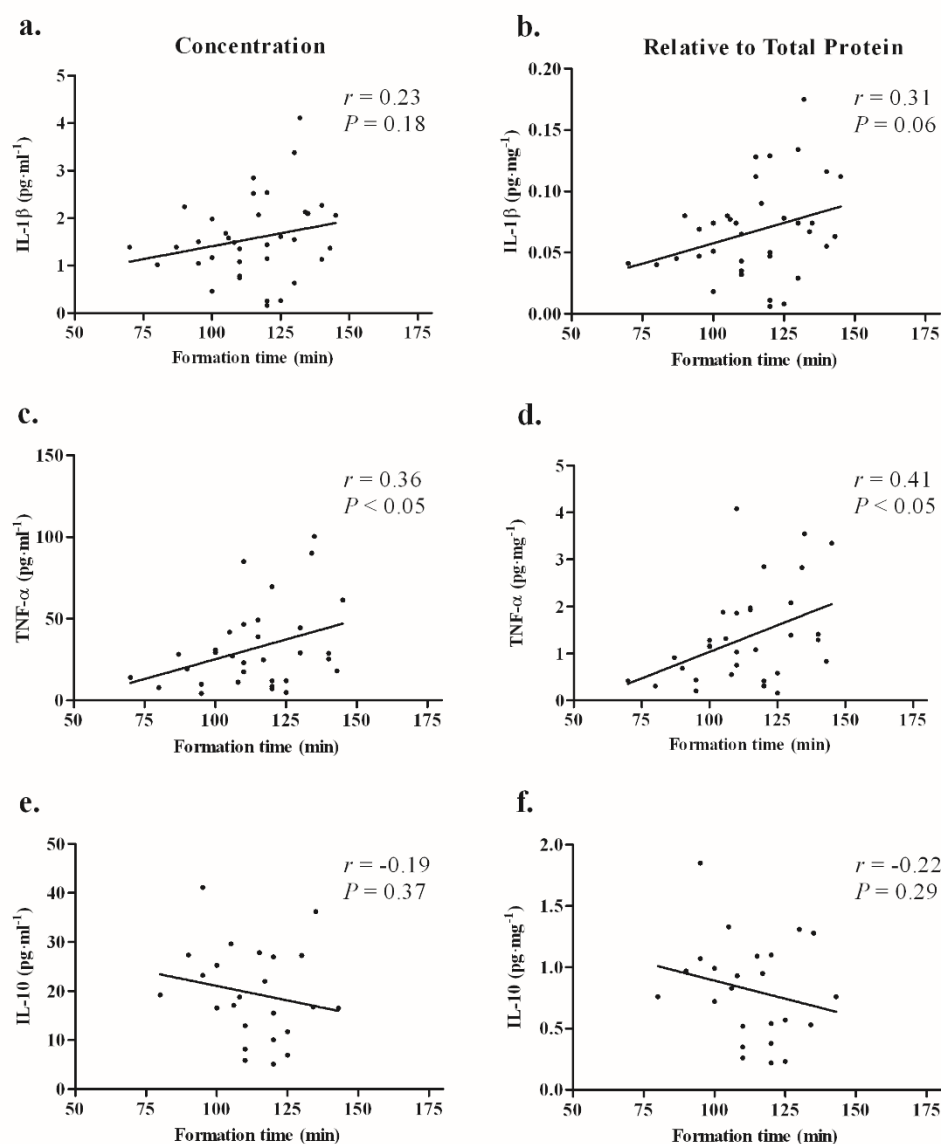 a.
Concentration
r = 0.23
P = 0.18
5
4
3
2
1
0
IL-1β (pg·ml⁻¹)
50
75
100
125
150
175
Formation time (min)
b.
Relative to Total Protein
r = 0.31
P = 0.06
0.20
0.15
0.10
0.05
0.00
IL-1β (pg·mg⁻¹)
50
75
100
125
150
175
Formation time (min)
c.
r = 0.36
P < 0.05
150
100
50
0
TNF-α (pg·ml⁻¹)
50
75
100
125
150
175
Formation time (min)
d.
r = 0.41
P < 0.05
5
4
3
2
1
0
TNF-α (pg·mg⁻¹)
50
75
100
125
150
175
Formation time (min)
e.
r = -0.19
P = 0.37
50
40
30
20
10
0
IL-10 (pg·ml⁻¹)
50
75
100
125
150
175
Formation time (min)
f.
r = -0.22
P = 0.29
2.0
1.5
1.0
0.5
0.0
IL-10 (pg·mg⁻¹)
50
75
100
125
150
175
Formation time (min)